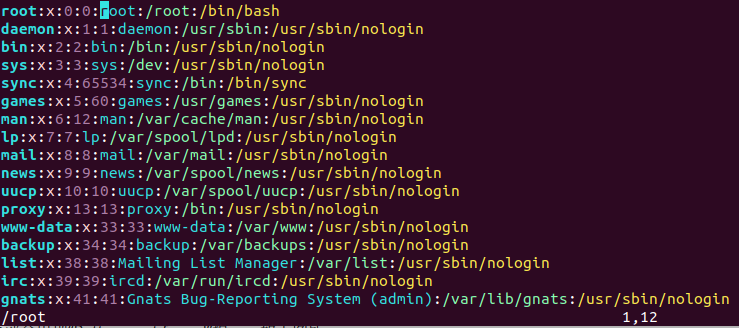 root:x:0:0:root:/root:/bin/bash
daemon:x:1:1:daemon:/usr/sbin:/usr/sbin/nologin
bin:x:2:2:bin:/bin:/usr/sbin/nologin
sys:x:3:3:sys:/dev:/usr/sbin/nologin
sync:x:4:65534:sync:/bin:/bin/sync
games:x:5:60:games:/usr/games:/usr/sbin/nologin
man:x:6:12:man:/var/cache/man:/usr/sbin/nologin
lp:x:7:7:lp:/var/spool/lpd:/usr/sbin/nologin
mail:x:8:8:mail:/var/mail:/usr/sbin/nologin
news:x:9:9:news:/var/spool/news:/usr/sbin/nologin
uucp:x:10:10:uucp:/var/spool/uucp:/usr/sbin/nologin
proxy:x:13:13:proxy:/bin:/usr/sbin/nologin
www-data:x:33:33:www-data:/var/www:/usr/sbin/nologin
backup:x:34:34:backup:/var/backups:/usr/sbin/nologin
list:x:38:38:Mailing List Manager:/var/list:/usr/sbin/nologin
irc:x:39:39:ircd:/var/run/ircd:/usr/sbin/nologin
gnats:x:41:41:Gnats Bug-Reporting System (admin):/var/lib/gnats:/usr/sbin/nologin
/root 1,12